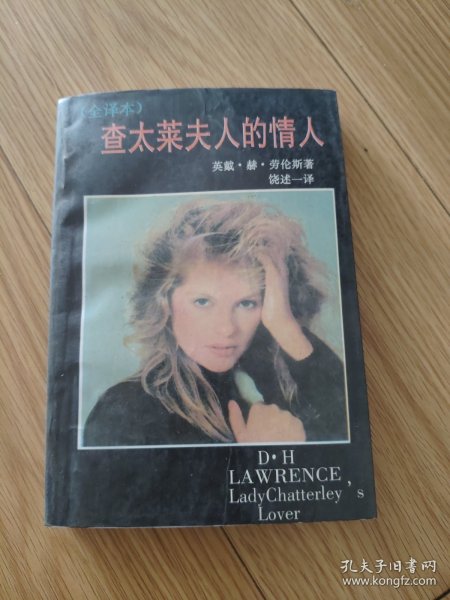 （全译本）
查太莱夫人的情人
英戴·赫·劳伦斯著
饶述一译
D·H
LAWRENCE,
LadyChatterley s
Lover
孔夫子旧书网
www.kongfz.com